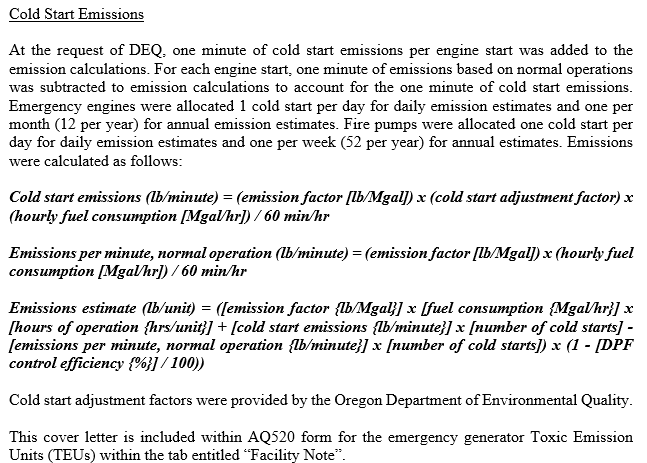 Cold Start Emissions
At the request of DEQ, one minute of cold start emissions per engine start was added to the
emission calculations. For each engine start, one minute of emissions based on normal operations
was subtracted to emission calculations to account for the one minute of cold start emissions.
Emergency engines were allocated 1 cold start per day for daily emission estimates and one per
month (12 per year) for annual emission estimates. Fire pumps were allocated one cold start per
day for daily emission estimates and one per week (52 per year) for annual estimates. Emissions
were calculated as follows:
Cold start emissions (lb/minute) = (emission factor [lb/Mgal]) x (cold start adjustment factor) x
(hourly fuel consumption [Mgal/hr]) / 60 min/hr
Emissions per minute, normal operation (lb/minute) = (emission factor [lb/Mgal]) x (hourly fuel
consumption [Mgal/hr]) / 60 min/hr
Emissions estimate (lb/unit) = ([emission factor {lb/Mgal}] x [fuel consumption {Mgal/hr}] x
[hours of operation {hrs/unit}] + [cold start emissions {lb/minute}] x [number of cold starts] -
[emissions per minute, normal operation {lb/minute}] x [number of cold starts]) x (1 - [DPF
control efficiency {%}] / 100))
Cold start adjustment factors were provided by the Oregon Department of Environmental Quality.
This cover letter is included within AQ520 form for the emergency generator Toxic Emission
Units (TEUs) within the tab entitled “Facility Note”.